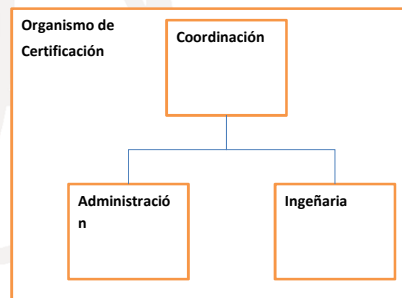 Organismo de
Certificación
Coordinación
Administració
n
Ingeñaria